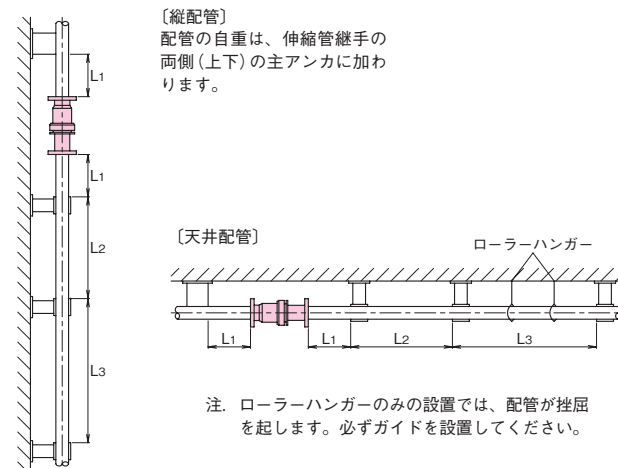 〔縦配管〕
配管の自重は、伸縮管継手の
両側(上下)の主アンカに加わ
ります。
L1
L1
L2
L3
〔天井配管〕
ローラーハンガー
L1
L1
L2
L3
注. ローラーハンガーのみの設置では、配管が挫屈
を起します。必ずガイドを設置してください。